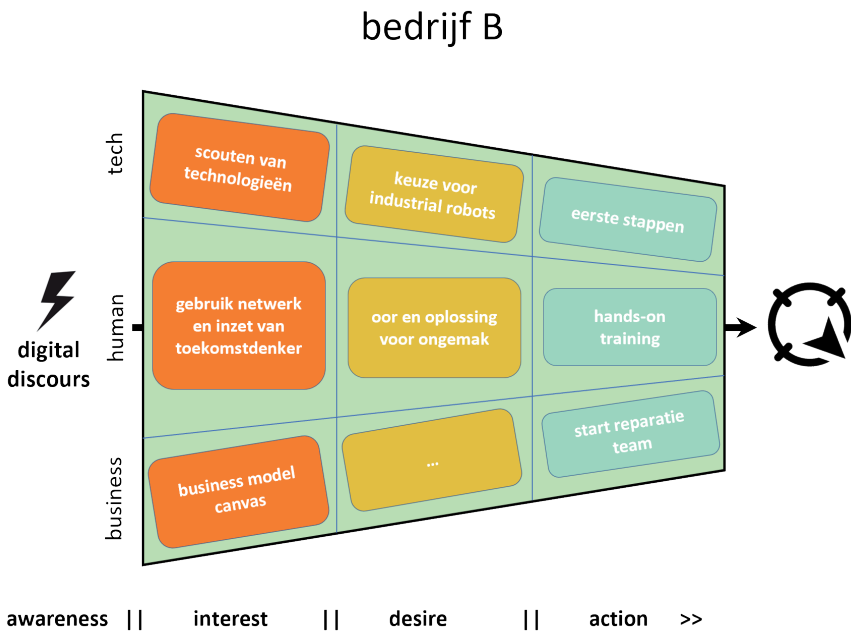 bedrijf B
tech
scouten van
technologieën
keuze voor
industrial robots
eerste stappen
digital
discours
human
gebruik netwerk
en inzet van
toekomstdenker
oor en oplossing
voor ongemak
hands-on
training
business
business model
canvas
...
start reparatie
team
awareness || interest || desire || action >>